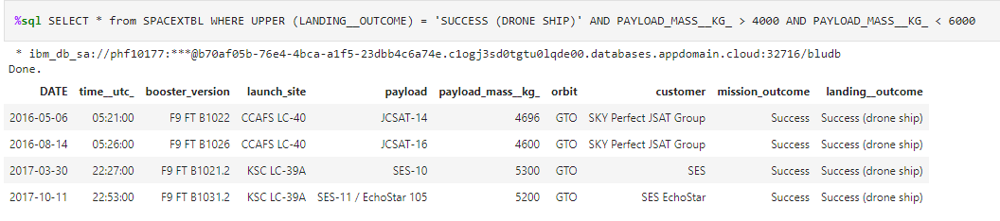 %sql SELECT * from SPACEXTBL WHERE UPPER (LANDING__OUTCOME) = 'SUCCESS (DRONE SHIP)' AND PAYLOAD_MASS__KG_ > 4000 AND PAYLOAD_MASS__KG_ < 6000
* ibm_db_sa://phf10177:***@b70af05b-76e4-4bca-a1f5-23dbb4c6a74e.c1ogj3sd0tgtu0lqde00.databases.appdomain.cloud:32716/bludb
Done.
DATE time__utc_ booster_version launch_site payload payload_mass__kg_ orbit customer mission_outcome landing__outcome
2016-05-06 05:21:00 F9 FT B1022 CCAFS LC-40 JCSAT-14 4696 GTO SKY Perfect JSAT Group Success Success (drone ship)
2016-08-14 05:26:00 F9 FT B1026 CCAFS LC-40 JCSAT-16 4600 GTO SKY Perfect JSAT Group Success Success (drone ship)
2017-03-30 22:27:00 F9 FT B1021.2 KSC LC-39A SES-10 5300 GTO SES Success Success (drone ship)
2017-10-11 22:53:00 F9 FT B1031.2 KSC LC-39A SES-11 / EchoStar 105 5200 GTO SES EchoStar Success Success (drone ship)